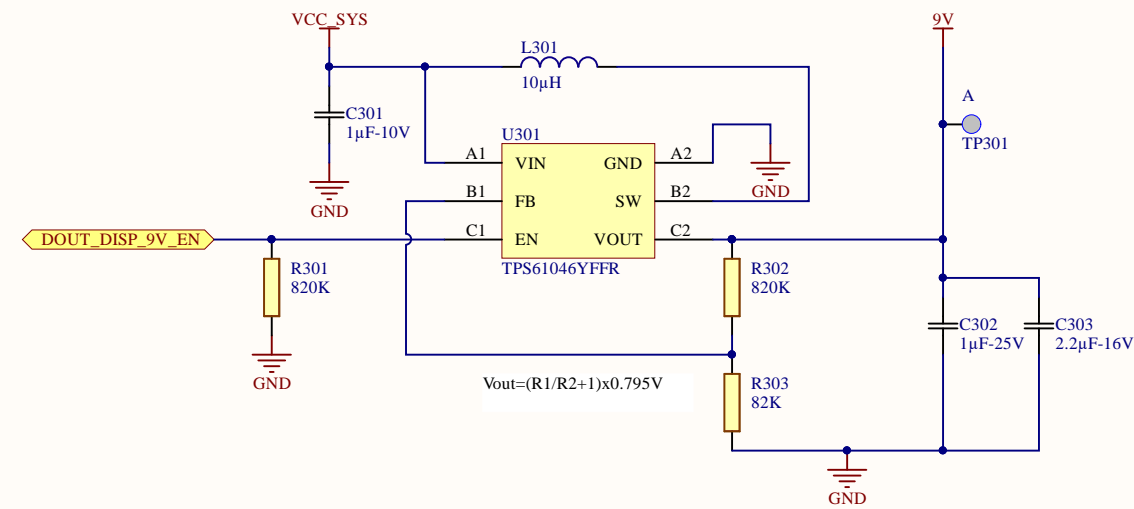 VCC_SYS
9V
L301
10µH
A
TP301
C301
1µF-10V
U301
A1
VIN
GND
A2
GND
B1
FB
SW
B2
GND
DOUT_DISP_9V_EN
C1
EN
VOUT
C2
TPS61046YFFR
R301
820K
R302
820K
C302
1µF-25V
C303
2.2µF-16V
GND
Vout=(R1/R2+1)x0.795V
R303
82K
GND